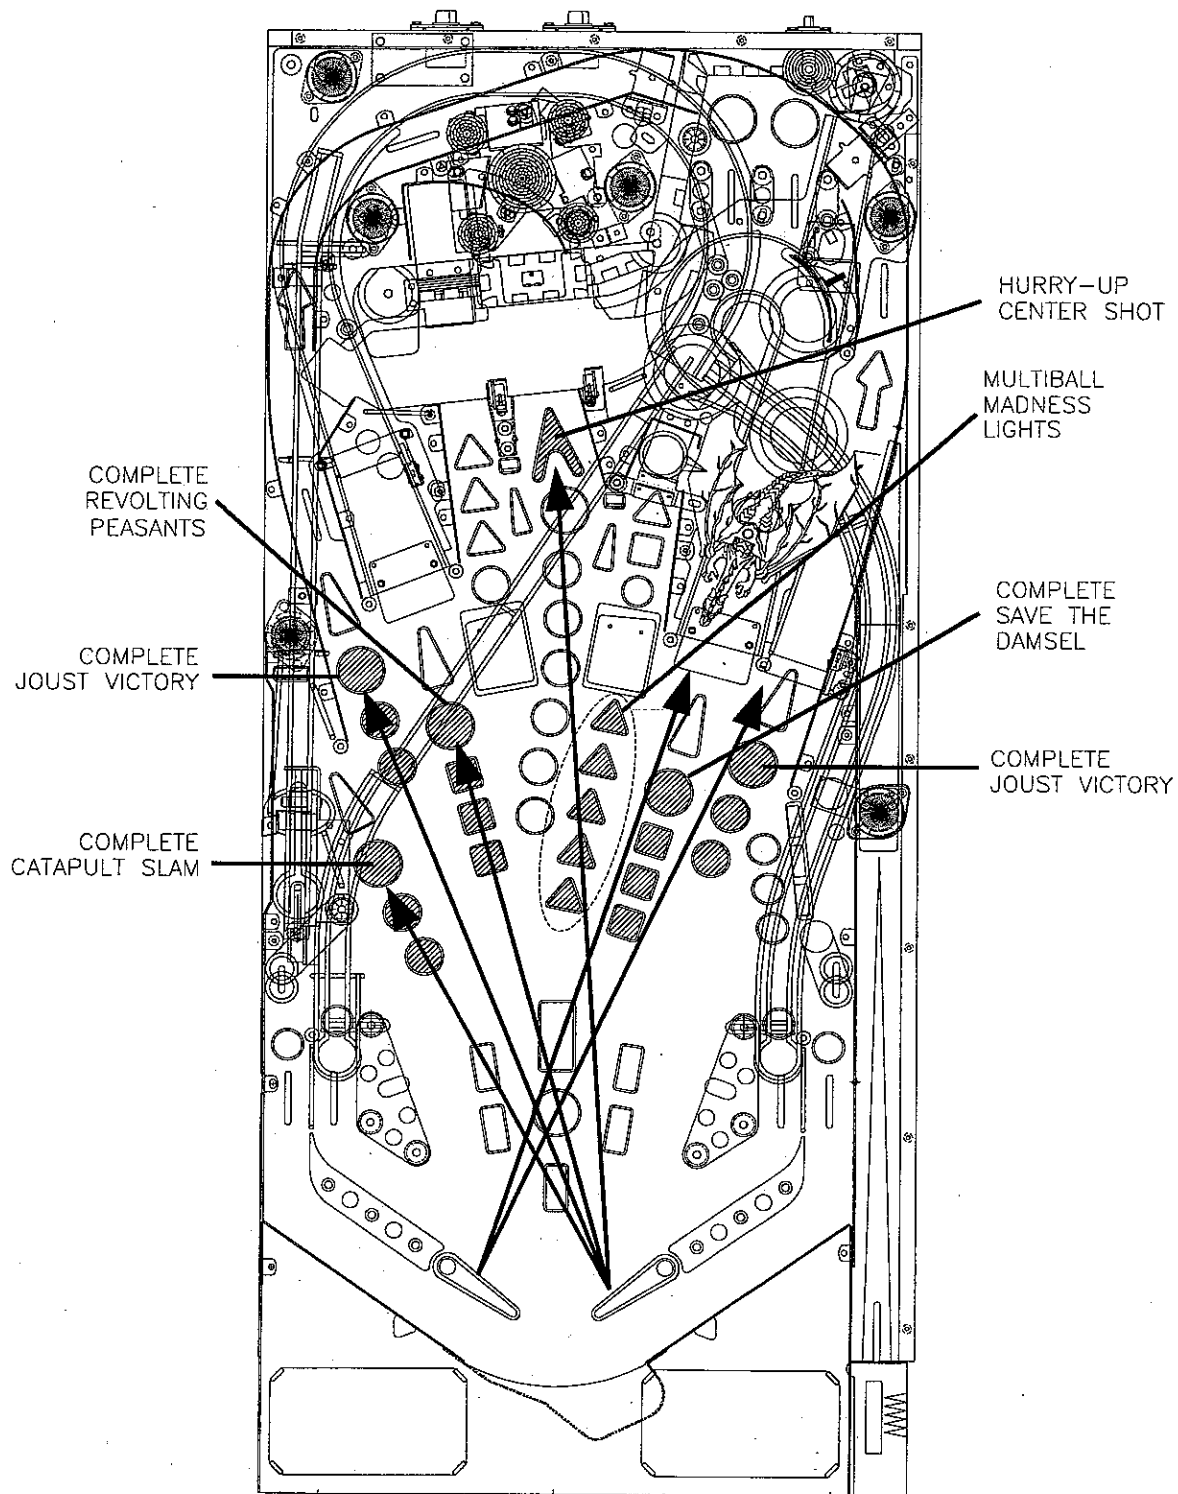 HURRY-UP
CENTER SHOT
MULTIBALL
MADNESS
LIGHTS
COMPLETE
REVOLTING
PEASANTS
COMPLETE
SAVE THE
DAMSEL
COMPLETE
JOUST VICTORY
COMPLETE
JOUST VICTORY
COMPLETE
CATAPULT SLAM